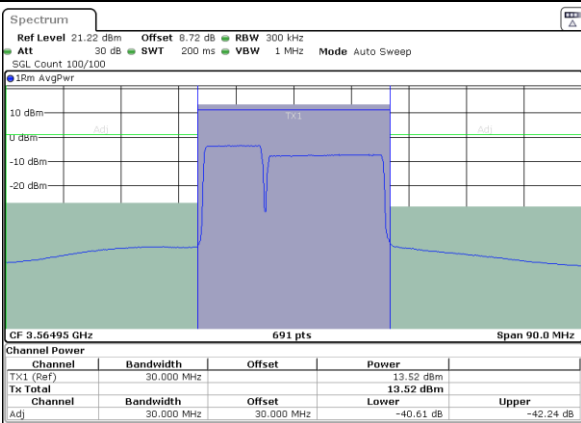 Spectrum
Ref Level 21.22 dBm Offset 8.72 dB RBW 300 kHz
Att 30 dB SWT 200 ms VBW 1 MHz Mode Auto Sweep
SGL Count 100/100
1Rm AvgPwr
10 dBm
TX1
Adj
Adj
0 dBm
-10 dBm
-20 dBm
CF 3.56495 GHz 691 pts Span 90.0 MHz
Channel Power
Channel Bandwidth Offset Power
TX1 (Ref) 30.000 MHz 13.52 dBm
Tx Total 13.52 dBm
Channel Bandwidth Offset Lower Upper
Adj 30.000 MHz 30.000 MHz -40.61 dB -42.24 dB